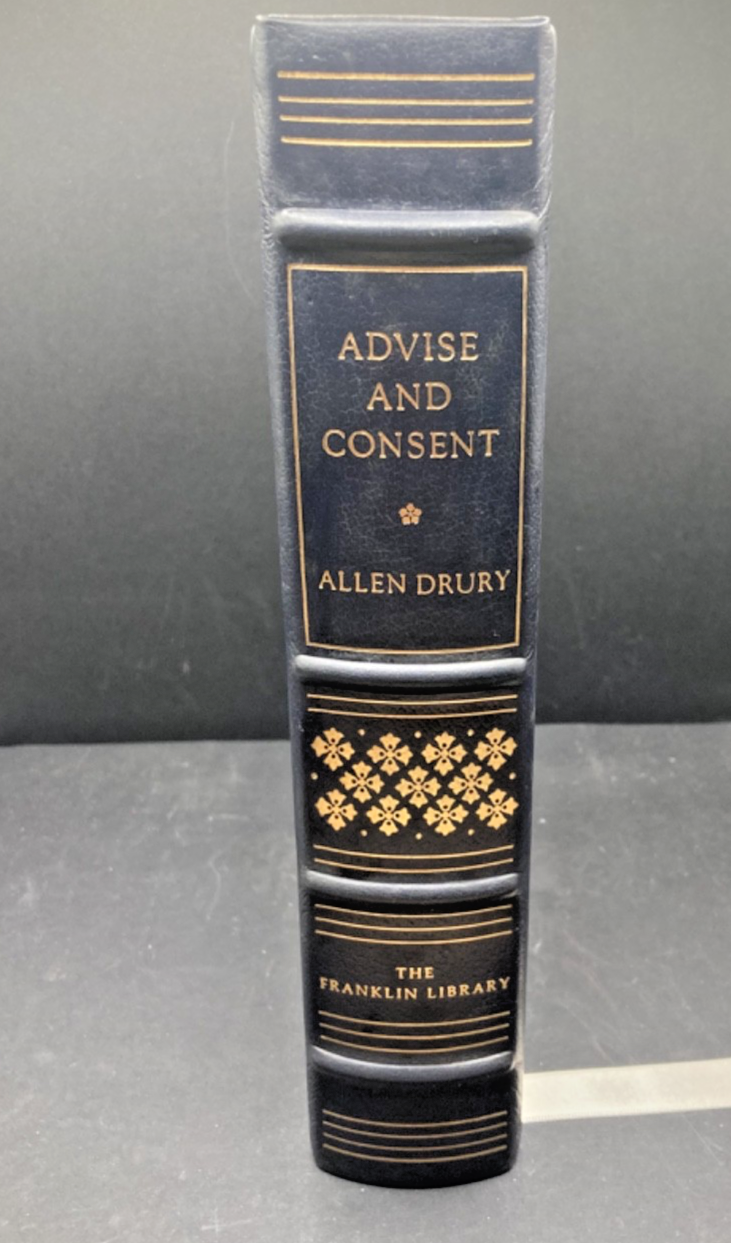 ADVISE
AND
CONSENT
ALLEN DRURY
THE
FRANKLIN LIBRARY